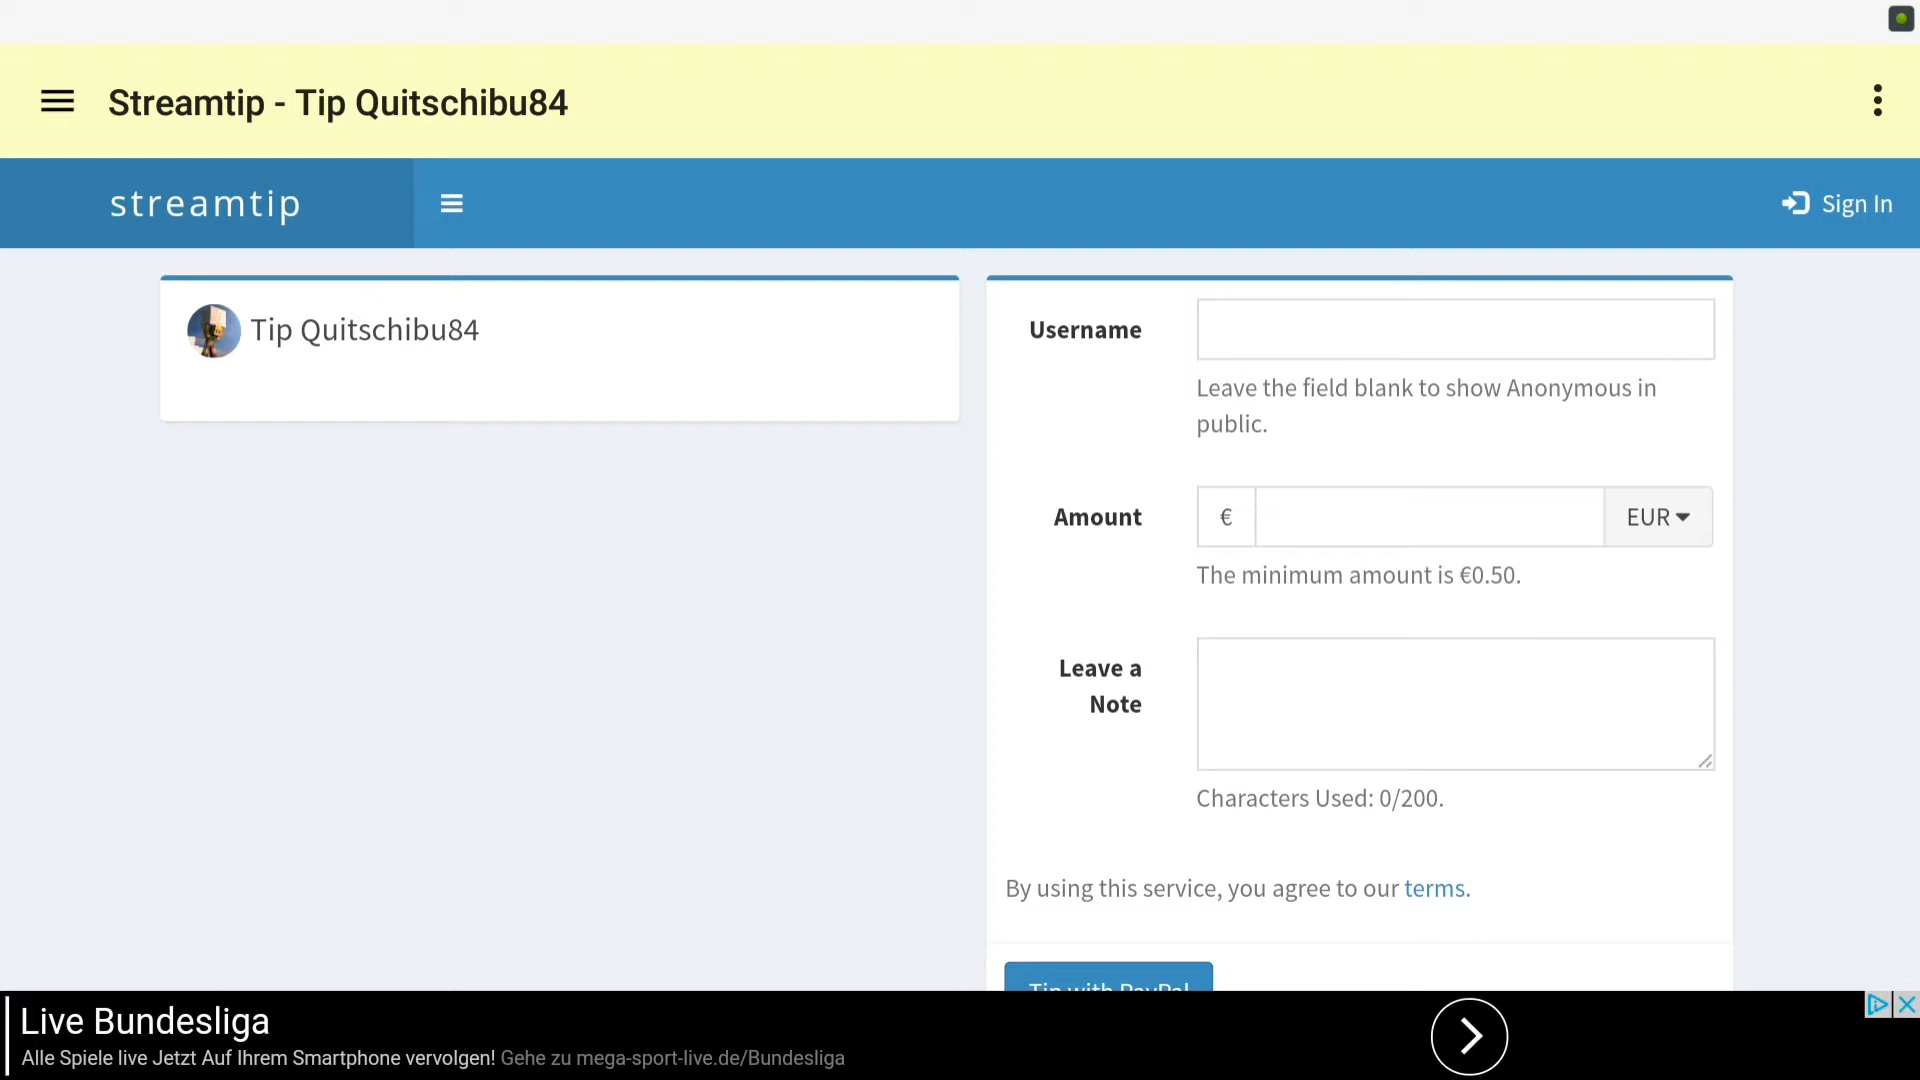 Streamtip - Tip Quitschibu84
streamtip
Sign In
Tip Quitschibu84
Username
Leave the field blank to show Anonymous in
public.
Amount
€
EUR
The minimum amount is €0.50.
Leave a
Note
Characters Used: 0/200.
By using this service, you agree to our terms.
Tip with PayPal
Live Bundesliga
Alle Spiele live Jetzt Auf Ihrem Smartphone vervolgen! Gehe zu mega-sport-live.de/Bundesliga